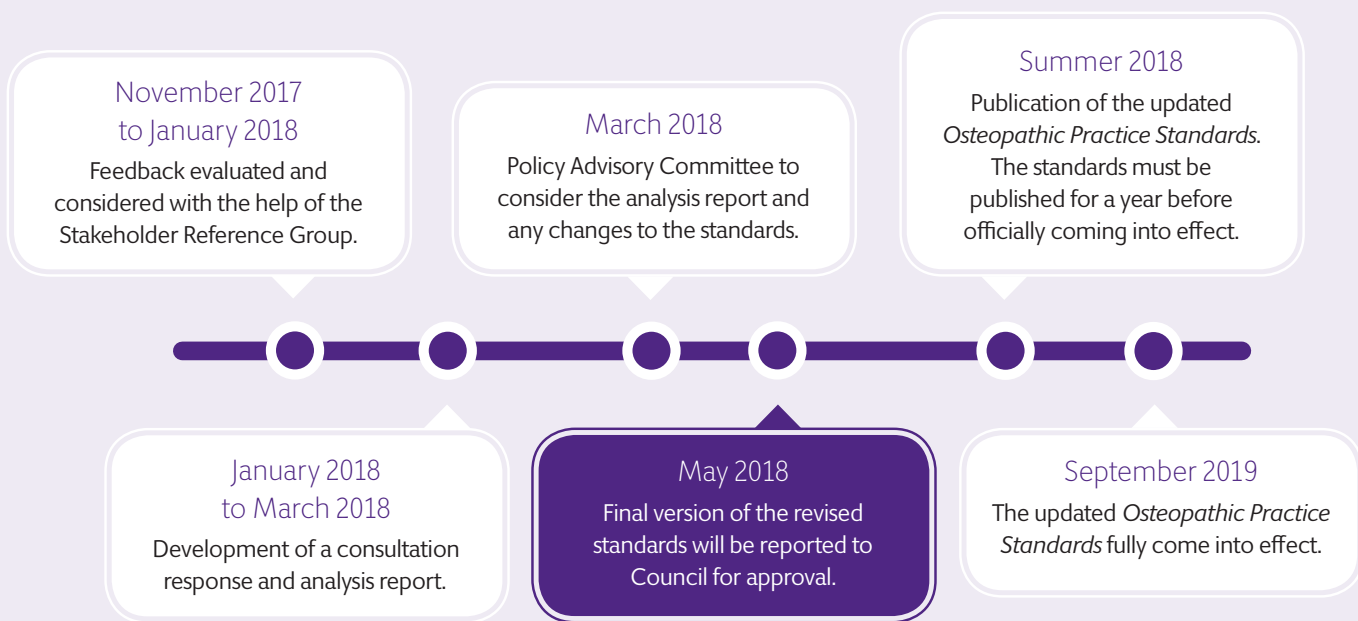 November 2017
to January 2018
Feedback evaluated and
considered with the help of the
Stakeholder Reference Group.
January 2018
to March 2018
Development of a consultation
response and analysis report.
March 2018
Policy Advisory Committee to
consider the analysis report and
any changes to the standards.
May 2018
Final version of the revised
standards will be reported to
Council for approval.
Summer 2018
Publication of the updated
Osteopathic Practice Standards.
The standards must be
published for a year before
officially coming into effect.
September 2019
The updated Osteopathic Practice
Standards fully come into effect.